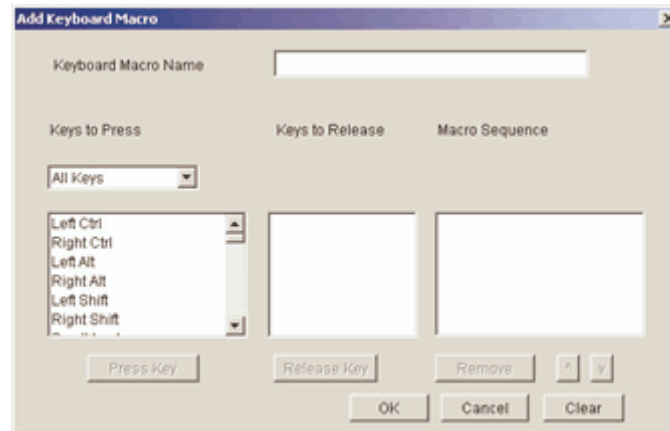 Add Keyboard Macro
Keyboard Macro Name
Keys to Press
Keys to Release
Macro Sequence
All Keys
Left Ctrl
Right Ctrl
Left Alt
Right Alt
Left Shift
Right Shift
Press Key
Release Key
Remove
^
v
OK
Cancel
Clear